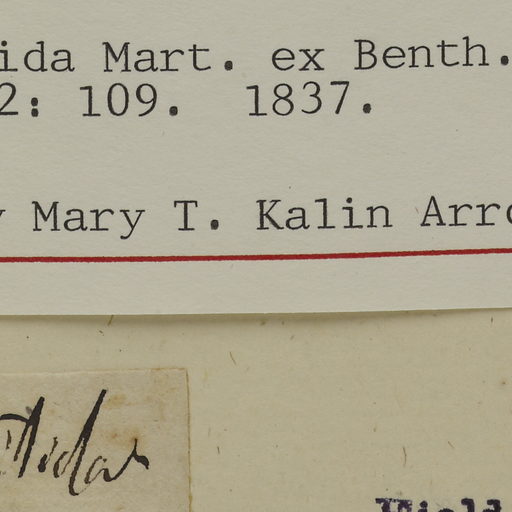 ida Mart. ex Benth.
2: 109. 1837.
y Mary T. Kalin Arro